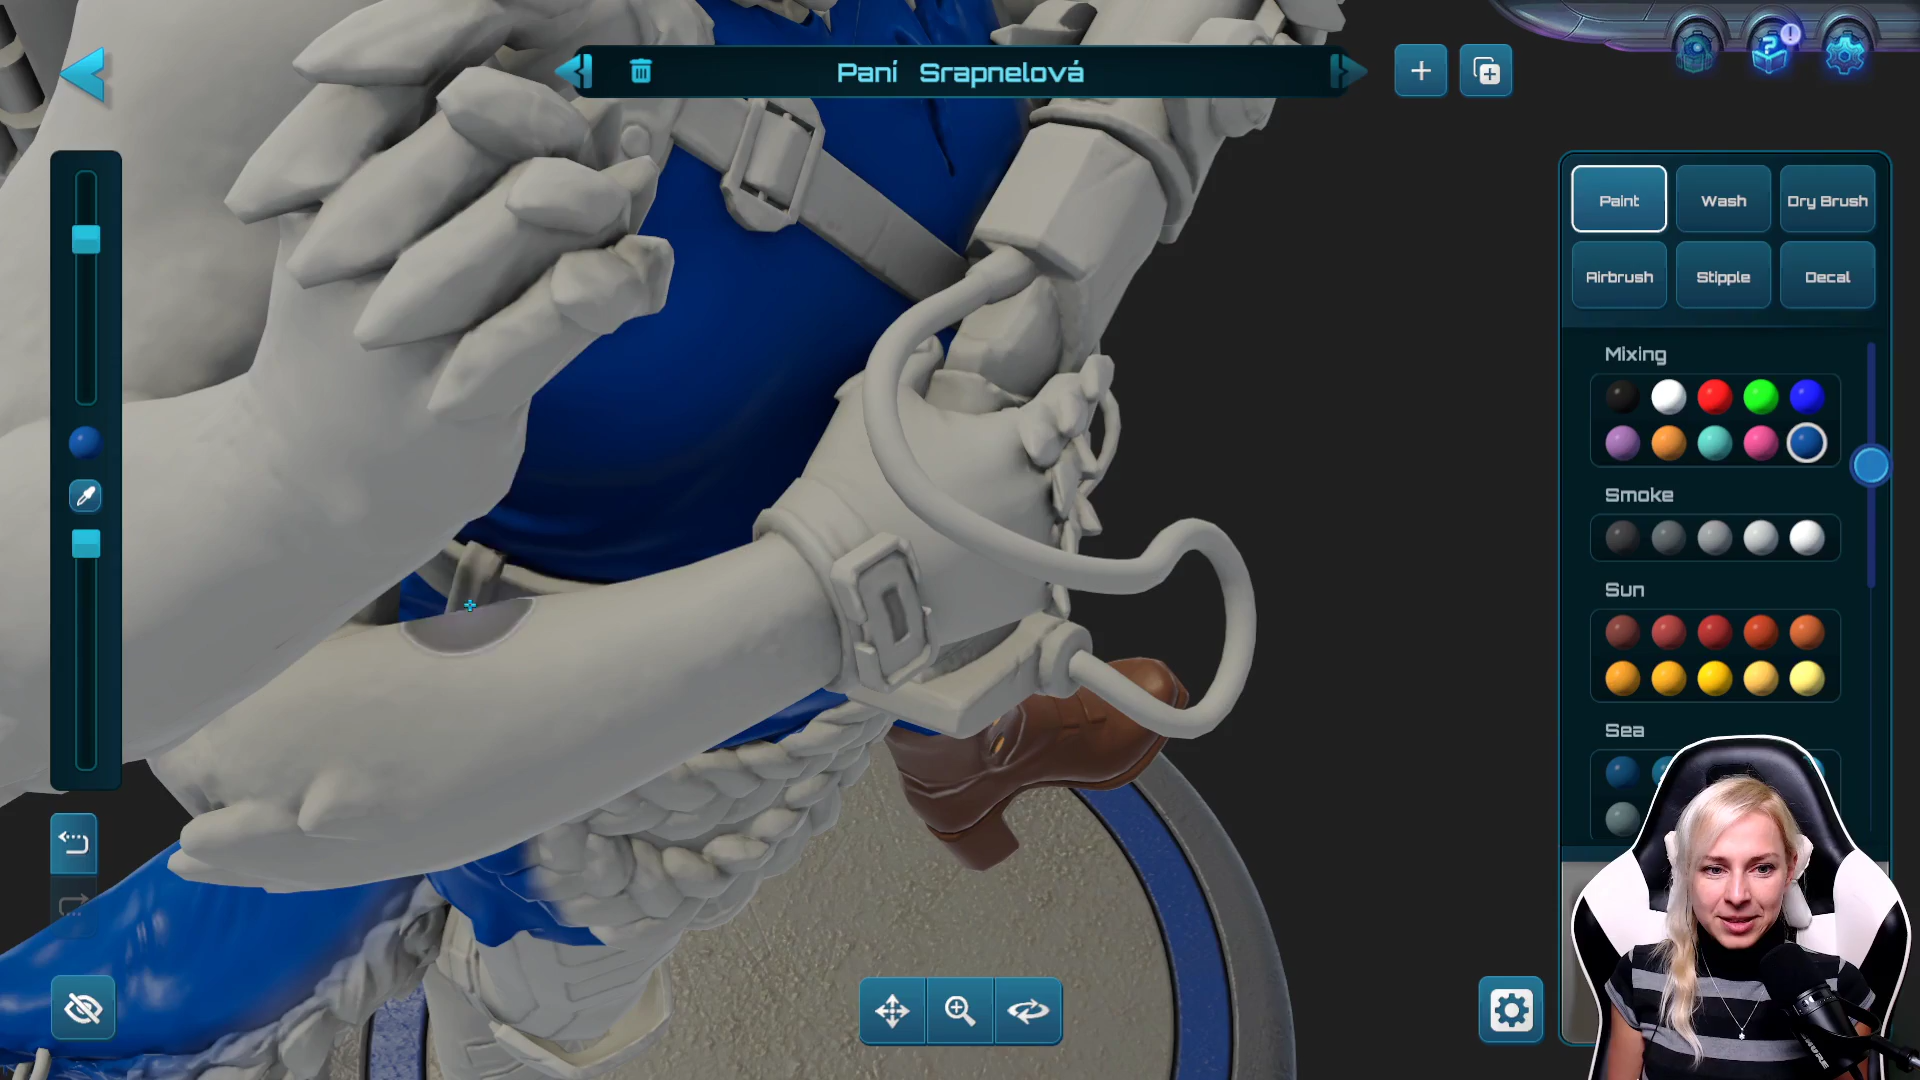 Paní Srapnelová
Paint
Wash
Dry Brush
Airbrush
Stipple
Decal
Mixing
Smoke
Sun
Sea